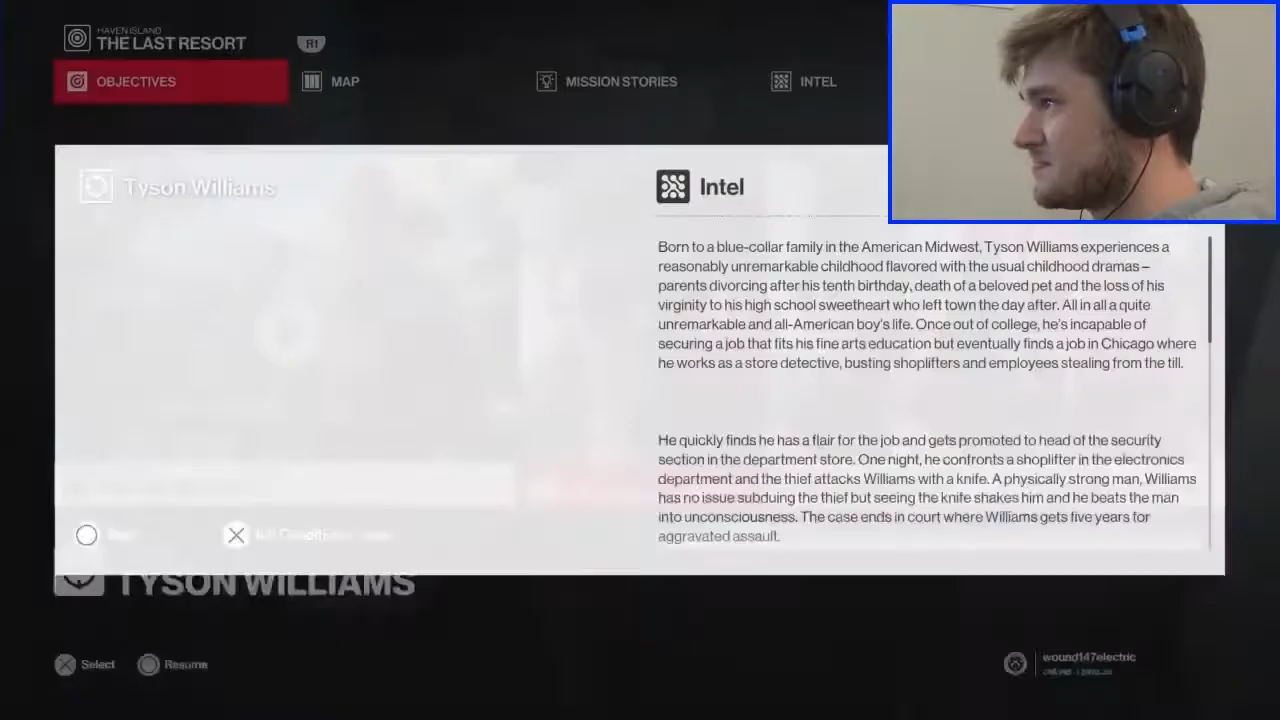 HAVEN ISLAND
THE LAST RESORT
R1
OBJECTIVES
MAP
MISSION STORIES
INTEL
Tyson Williams
Intel
Born to a blue-collar family in the American Midwest, Tyson Williams experiences a
reasonably unremarkable childhood flavored with the usual childhood dramas –
parents divorcing after his tenth birthday, death of a beloved pet and the loss of his
virginity to his high school sweetheart who left town the day after. All in all a quite
unremarkable and all-American boy's life. Once out of college, he's incapable of
securing a job that fits his fine arts education but eventually finds a job in Chicago where
he works as a store detective, busting shoplifters and employees stealing from the till.
He quickly finds he has a flair for the job and gets promoted to head of the security
section in the department store. One night, he confronts a shoplifter in the electronics
department and the thief attacks Williams with a knife. A physically strong man, Williams
has no issue subduing the thief but seeing the knife shakes him and he beats the man
into unconsciousness. The case ends in court where Williams gets five years for
aggravated assault.
TYSON WILLIAMS
Select
Resume
wound147electric